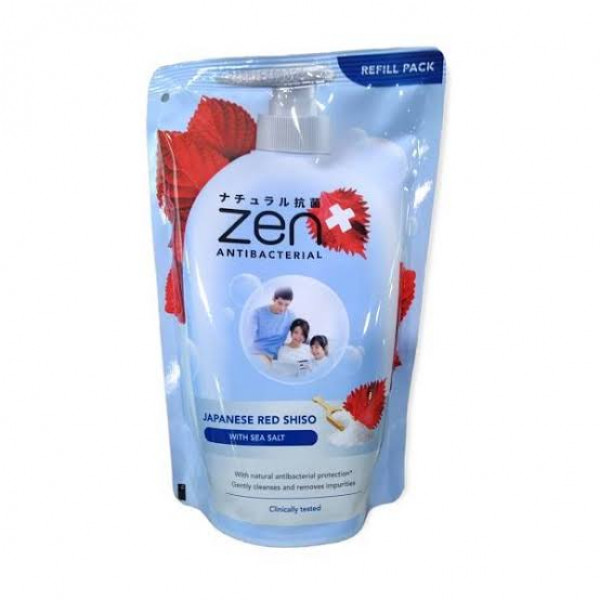 REFILL PACK
ナチュラル抗菌
zen
ANTIBACTERIAL
JAPANESE RED SHISO
WITH SEA SALT
With natural antibacterial protection*
Gently cleanses and removes impurities
Clinically tested